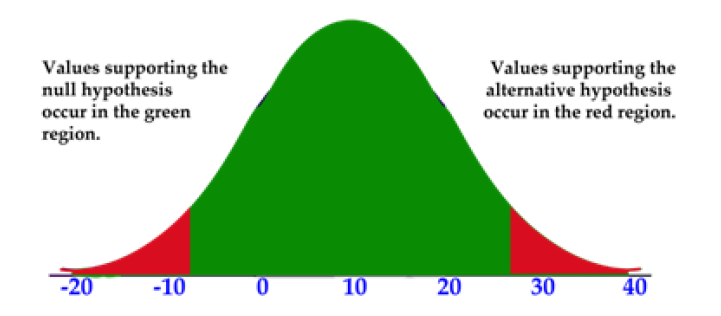 Values supporting the
null hypothesis
occur in the green
region.
Values supporting the
alternative hypothesis
occur in the red region.
-20 -10 0 10 20 30 40